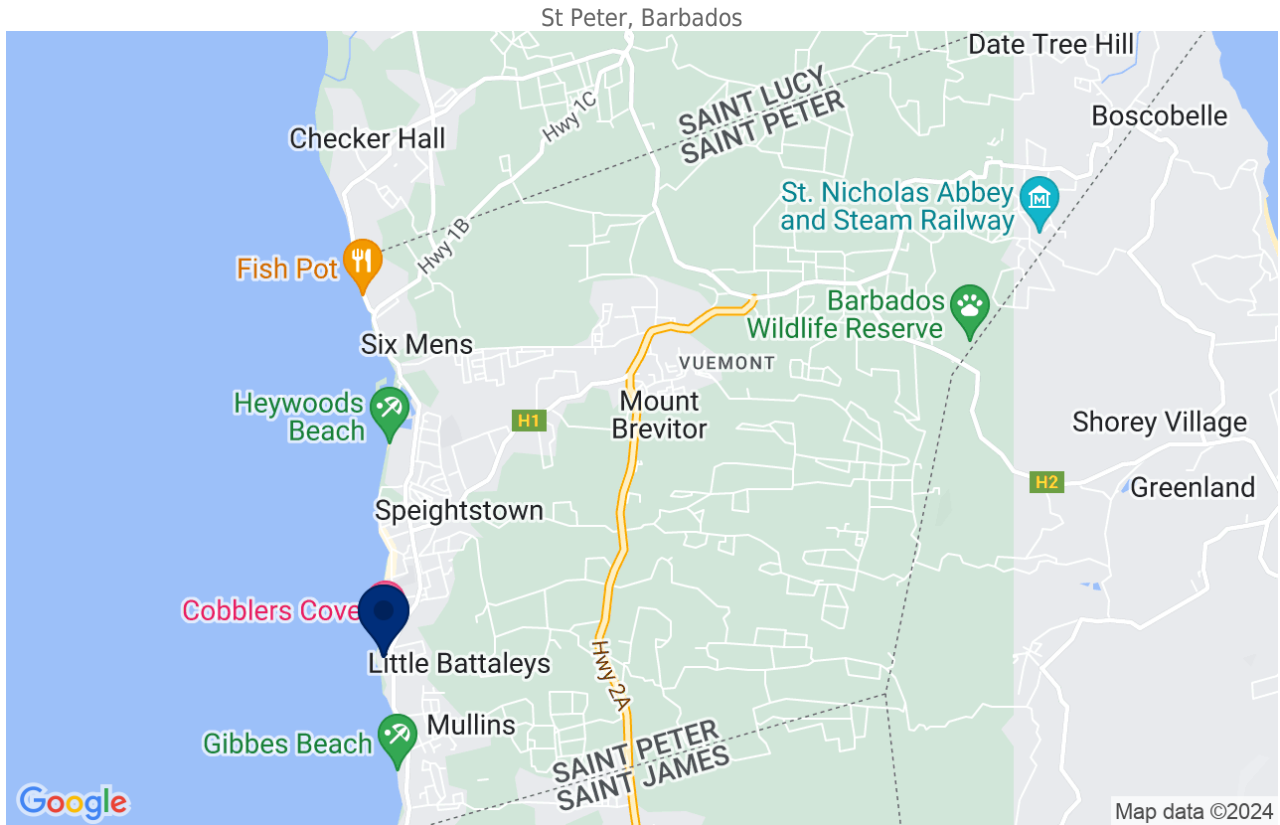 St Peter, Barbados
Date Tree Hill
SAINT LUCY
SAINT PETER
Boscobelle
Hwy 1C
Checker Hall
St. Nicholas Abbey
and Steam Railway
Hwy 1B
Fish Pot
Barbados
Wildlife Reserve
Six Mens
VUEMONT
Heywoods
Beach
Mount
Brevitor
H1
Shorey Village
H2
Greenland
Speightstown
Cobblers Cove
Little Battaleys
Hwy 2A
Mullins
Gibbes Beach
SAINT PETER
SAINT JAMES
Google
Map data ©2024